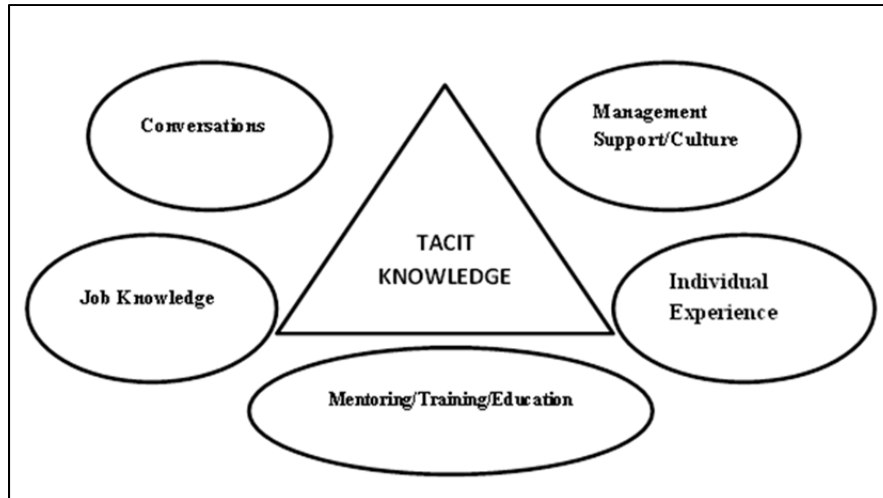 Conversations
Management
Support/Culture
TACIT
KNOWLEDGE
Job Knowledge
Individual
Experience
Mentoring/Training/Education